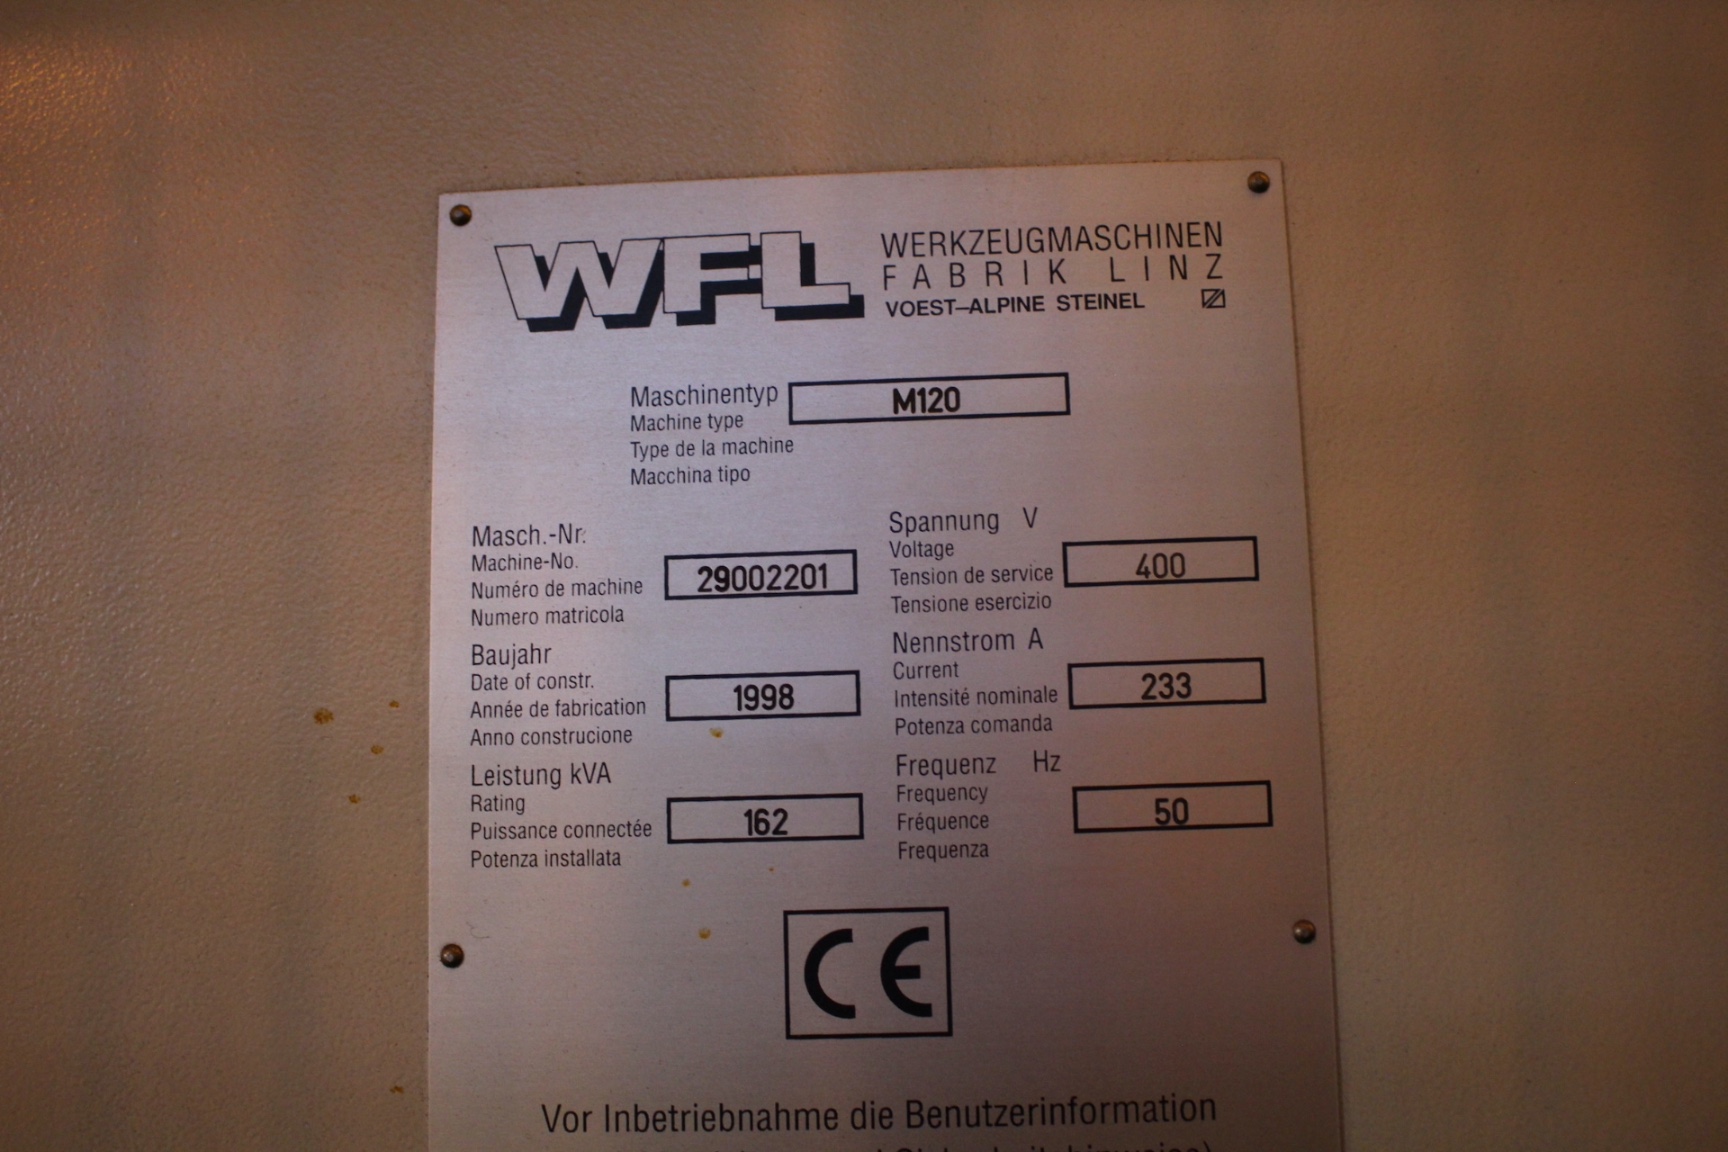 WFL
WERKZEUGMASCHINEN
FABRIK LINZ
VOEST-ALPINE STEINEL
Maschinentyp
M120
Machine type
Type de la machine
Macchina tipo
Masch.-Nr.
Machine-No.
Numéro de machine
Numero matricola
29002201
Spannung V
Voltage
Tension de service
Tensione esercizio
400
Baujahr
Date of constr.
Année de fabrication
Anno construcione
1998
Nennstrom A
Current
Intensité nominale
Potenza comanda
233
Leistung kVA
Rating
Puissance connectée
Potenza installata
162
Frequenz Hz
Frequency
Fréquence
Frequenza
50
CE
Vor Inbetriebnahme die Benutzerinformation